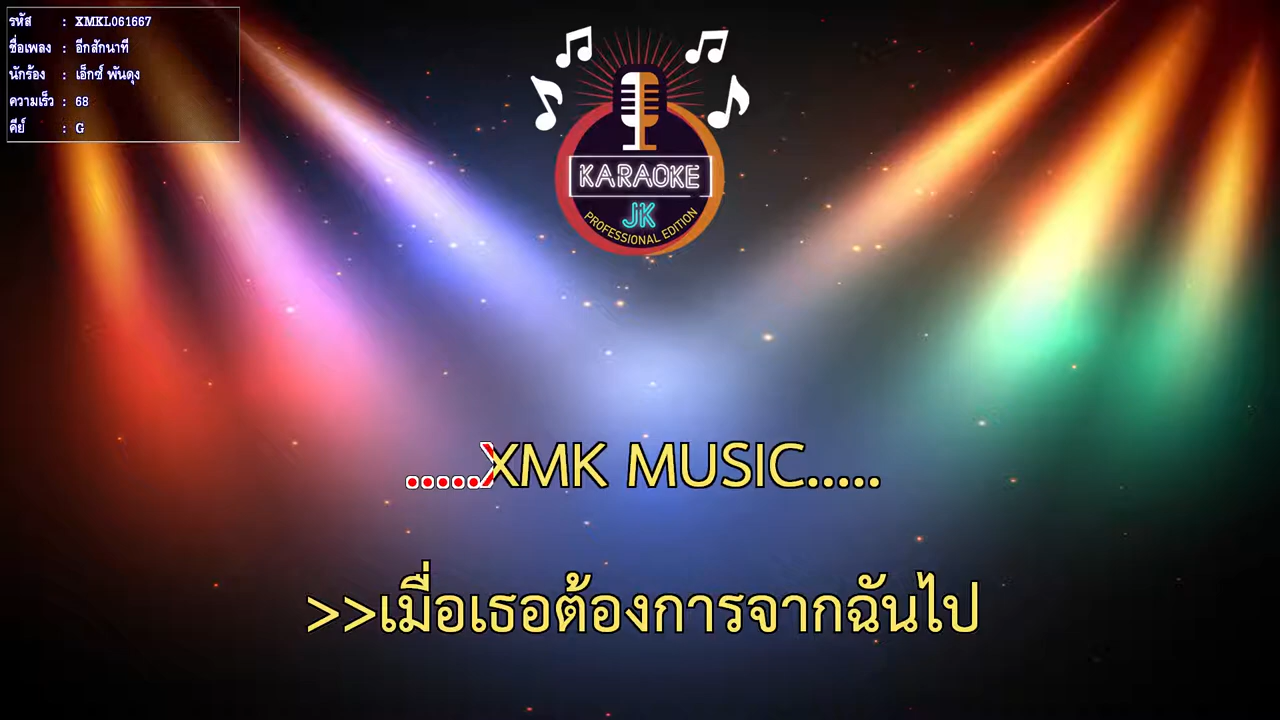 รหัส : XMKL061667
ชื่อเพลง : อีกสักนาที
นักร้อง : เอ็กซ์ พันดุง
ความเร็ว : 68
คีย์ : G
KARAOKE
JK
PROFESSIONAL EDITION
.....XMK MUSIC.....
>>เมื่อเธอต้องการจากฉันไป